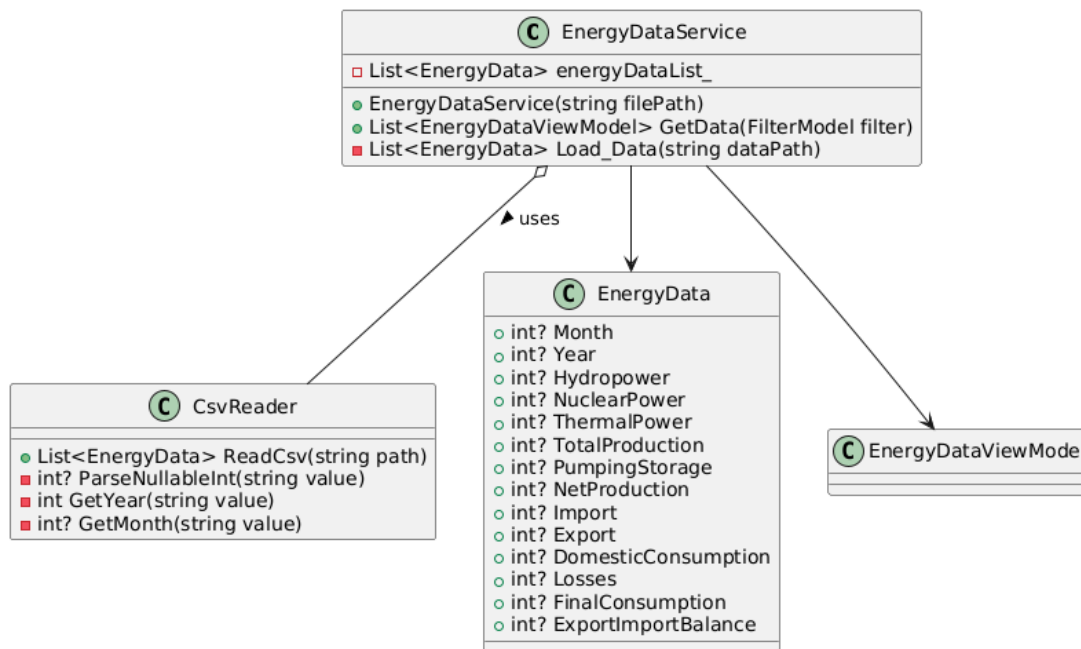 C EnergyDataService
List<EnergyData> energyDataList_
EnergyDataService(string filePath)
List<EnergyDataViewModel> GetData(FilterModel filter)
List<EnergyData> Load_Data(string dataPath)
uses
C EnergyData
int? Month
int? Year
int? Hydropower
int? NuclearPower
int? ThermalPower
int? TotalProduction
int? PumpingStorage
int? NetProduction
int? Import
int? Export
int? DomesticConsumption
int? Losses
int? FinalConsumption
int? ExportImportBalance
C CsvReader
List<EnergyData> ReadCsv(string path)
int? ParseNullableInt(string value)
int GetYear(string value)
int? GetMonth(string value)
C EnergyDataViewMode